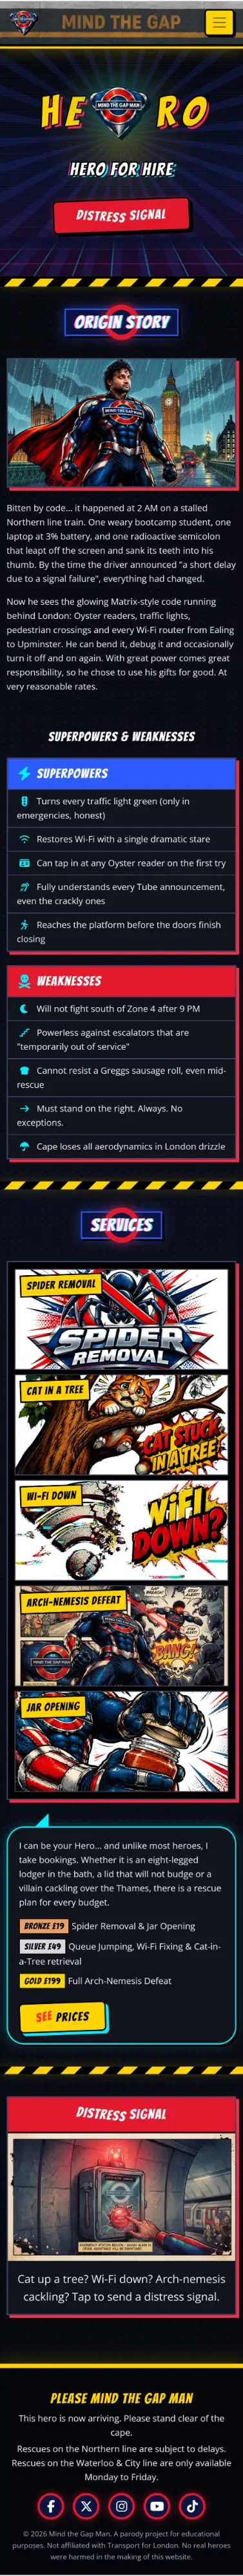 MIND THE GAP
HE
MIND THE GAP MAN
RO
HERO FOR HIRE
DISTRESS SIGNAL
ORIGIN STORY
MIND THE GAP MAN
Bitten by code... it happened at 2 AM on a stalled
Northern line train. One weary bootcamp student, one
laptop at 3% battery, and one radioactive semicolon
that leapt off the screen and sank its teeth into his
thumb. By the time the driver announced "a short delay
due to a signal failure", everything had changed.
Now he sees the glowing Matrix-style code running
behind London: Oyster readers, traffic lights,
pedestrian crossings and every Wi-Fi router from Ealing
to Upminster. He can bend it, debug it and occasionally
turn it off and on again. With great power comes great
responsibility, so he chose to use his gifts for good. At
very reasonable rates.
SUPERPOWERS & WEAKNESSES
SUPERPOWERS
Turns every traffic light green (only in
emergencies, honest)
Restores Wi-Fi with a single dramatic stare
Can tap in at any Oyster reader on the first try
Fully understands every Tube announcement,
even the crackly ones
Reaches the platform before the doors finish
closing
WEAKNESSES
Will not fight south of Zone 4 after 9 PM
Powerless against escalators that are
"temporarily out of service"
Cannot resist a Greggs sausage roll, even mid-
rescue
Must stand on the right. Always. No
exceptions.
Cape loses all aerodynamics in London drizzle
SERVICES
SPIDER REMOVAL
SPIDER
REMOVAL
CAT IN A TREE
CAT STUCK
IN A TREE
WI-FI DOWN
WIFI
DOWN?
ARCH-NEMESIS DEFEAT
MIND THE GAP MAN
BANG!
JAR OPENING
I can be your Hero... and unlike most heroes, I
take bookings. Whether it is an eight-legged
lodger in the bath, a lid that will not budge or a
villain cackling over the Thames, there is a rescue
plan for every budget.
BRONZE £19 Spider Removal & Jar Opening
SILVER £49 Queue Jumping, Wi-Fi Fixing & Cat-in-
a-Tree retrieval
GOLD £199 Full Arch-Nemesis Defeat
SEE PRICES
DISTRESS SIGNAL
Cat up a tree? Wi-Fi down? Arch-nemesis
cackling? Tap to send a distress signal.
PLEASE MIND THE GAP MAN
This hero is now arriving. Please stand clear of the
cape.
Rescues on the Northern line are subject to delays.
Rescues on the Waterloo & City line are only available
Monday to Friday.
© 2026 Mind the Gap Man. A parody project for educational
purposes. Not affiliated with Transport for London. No real heroes
were harmed in the making of this website.